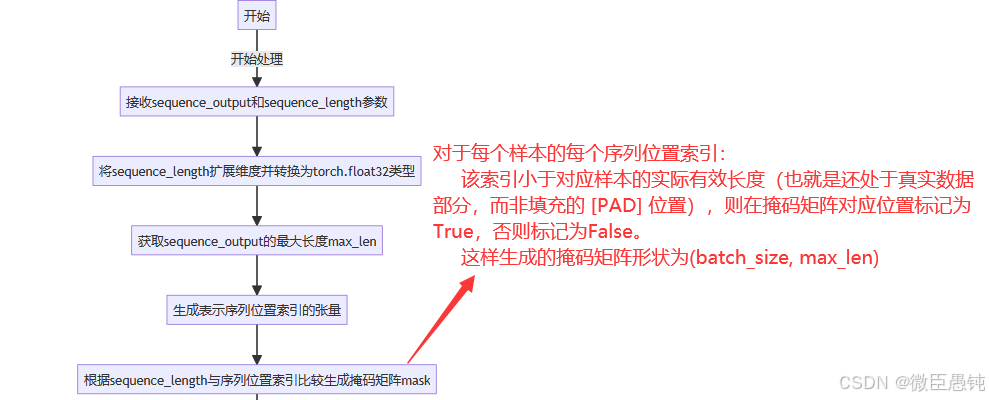 开始
开始处理
接收sequence_output和sequence_length参数
将sequence_length扩展维度并转换为torch.float32类型
获取sequence_output的最大长度max_len
生成表示序列位置索引的张量
根据sequence_length与序列位置索引比较生成掩码矩阵mask
对于每个样本的每个序列位置索引：
该索引小于对应样本的实际有效长度（也就是还处于真实数据
部分，而非填充的 [PAD] 位置），则在掩码矩阵对应位置标记为
True，否则标记为False。
这样生成的掩码矩阵形状为(batch_size, max_len)
CSDN @微臣愚钝